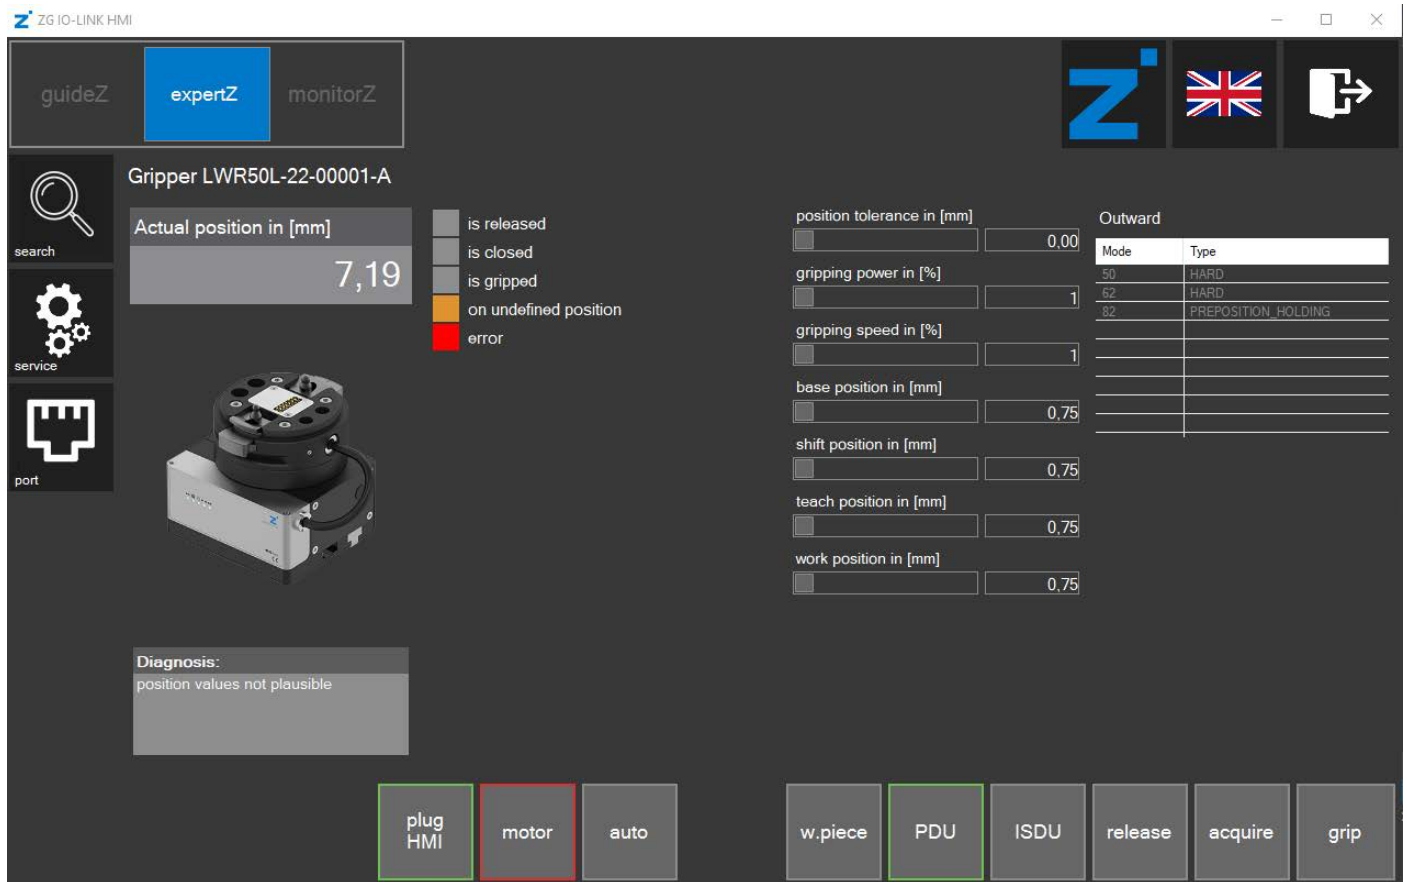 ZG IO-LINK HMI
guideZ
expertZ
monitorZ
Gripper LWR50L-22-00001-A
search
service
port
Actual position in [mm]
7,19
is released
is closed
is gripped
on undefined position
error
position tolerance in [mm]
0,00
gripping power in [%]
1
gripping speed in [%]
1
base position in [mm]
0,75
shift position in [mm]
0,75
teach position in [mm]
0,75
work position in [mm]
0,75
Outward
Mode Type
50 HARD
62 HARD
82 PREPOSITION_HOLDING
Diagnosis:
position values not plausible
plug
HMI
motor
auto
w.piece
PDU
ISDU
release
acquire
grip